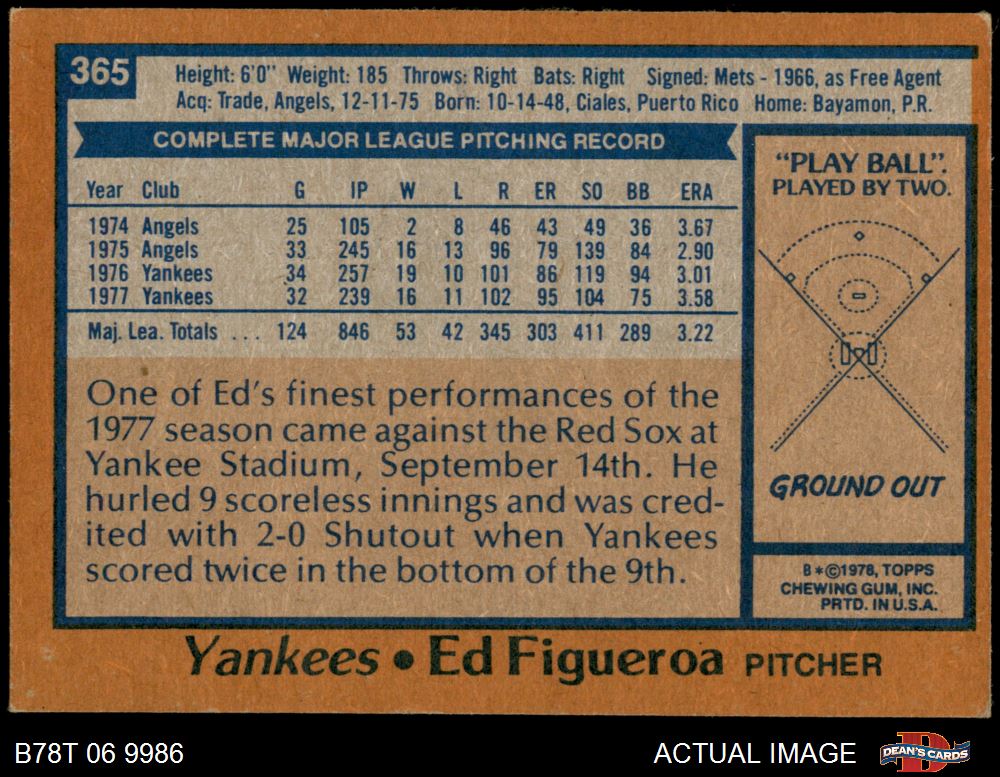 365
Height: 6'0" Weight: 185 Throws: Right Bats: Right Signed: Mets - 1966, as Free Agent
Acq: Trade, Angels, 12-11-75 Born: 10-14-48, Ciales, Puerto Rico Home: Bayamon, P.R.
COMPLETE MAJOR LEAGUE PITCHING RECORD
Year Club G IP W L R ER SO BB ERA
1974 Angels 25 105 2 8 46 43 49 36 3.67
1975 Angels 33 245 16 13 96 79 139 84 2.90
1976 Yankees 34 257 19 10 101 86 119 94 3.01
1977 Yankees 32 239 16 11 102 95 104 75 3.58
Maj. Lea. Totals ... 124 846 53 42 345 303 411 289 3.22
One of Ed's finest performances of the
1977 season came against the Red Sox at
Yankee Stadium, September 14th. He
hurled 9 scoreless innings and was cred-
ited with 2-0 Shutout when Yankees
scored twice in the bottom of the 9th.
"PLAY BALL".
PLAYED BY TWO.
GROUND OUT
B*©1978, TOPPS
CHEWING GUM, INC.
PRTD. IN U.S.A.
Yankees • Ed Figueroa PITCHER
B78T 06 9986
ACTUAL IMAGE
DEAN'S CARDS